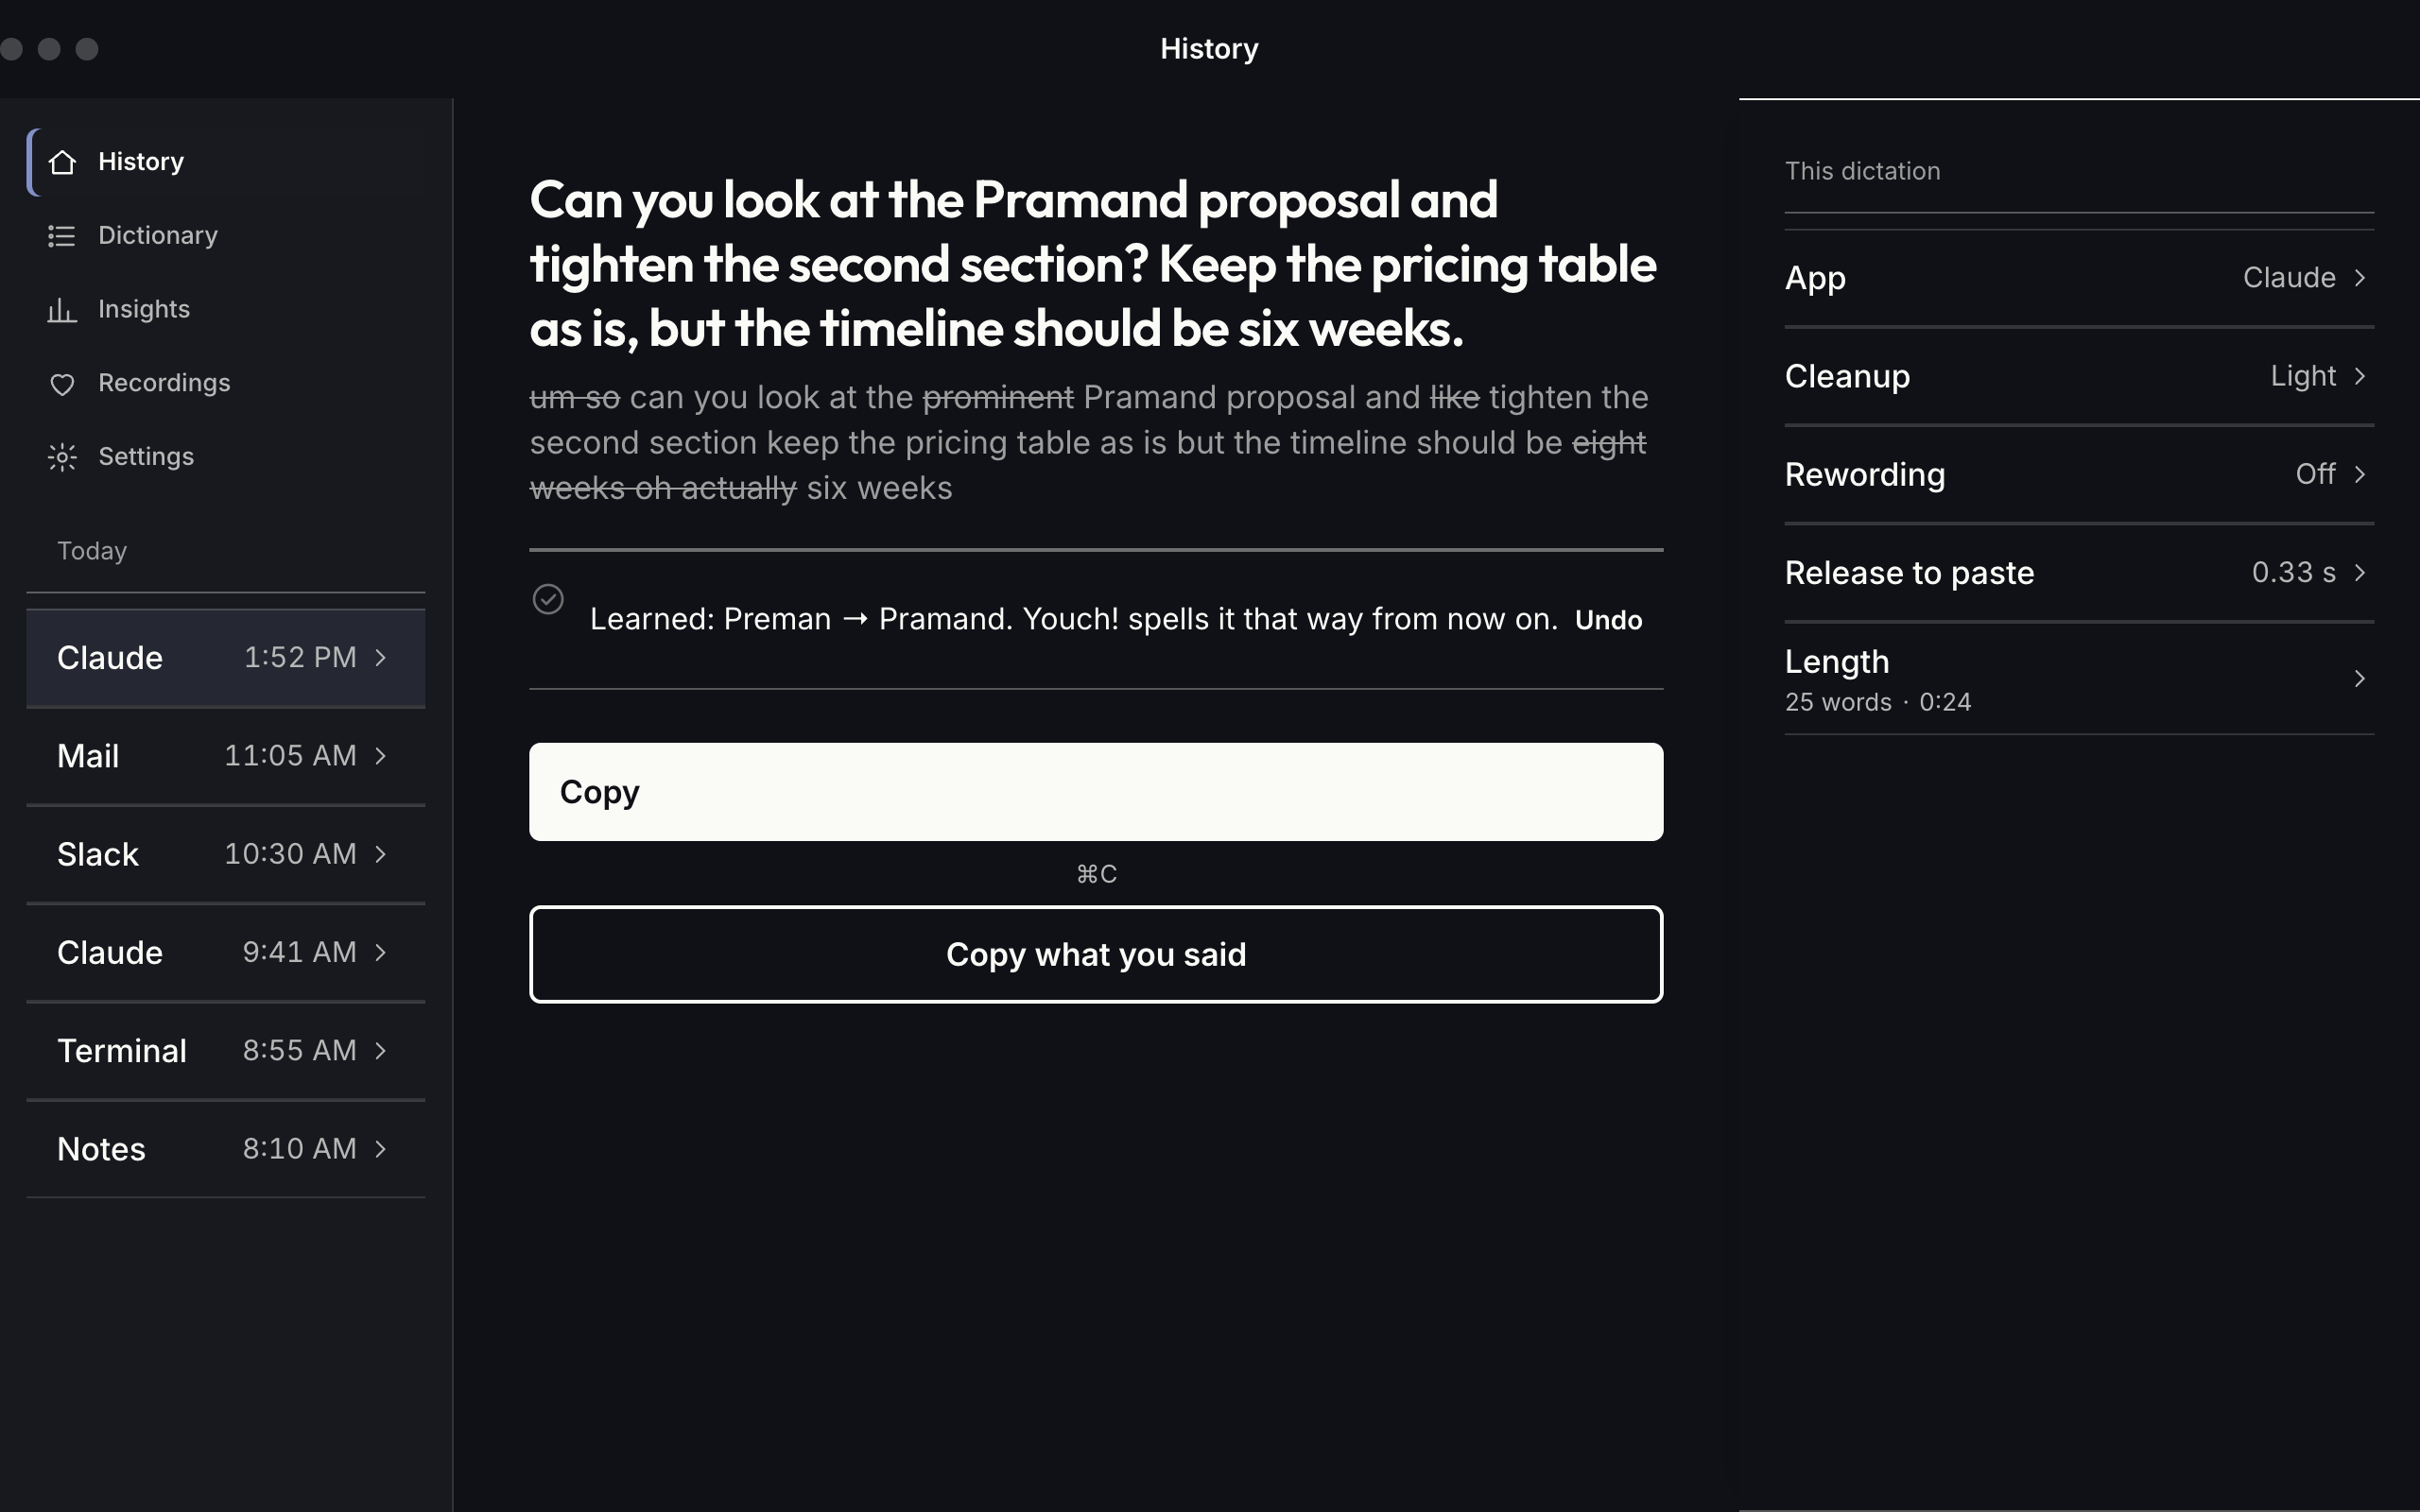 History
History
Dictionary
Insights
Recordings
Settings
Today
Claude 1:52 PM
Mail 11:05 AM
Slack 10:30 AM
Claude 9:41 AM
Terminal 8:55 AM
Notes 8:10 AM
Can you look at the Pramand proposal and
tighten the second section? Keep the pricing table
as is, but the timeline should be six weeks.
um so can you look at the prominent Pramand proposal and like tighten the
second section keep the pricing table as is but the timeline should be eight
weeks oh actually six weeks
Learned: Preman → Pramand. Youch! spells it that way from now on. Undo
Copy
⌘C
Copy what you said
This dictation
App Claude
Cleanup Light
Rewording Off
Release to paste 0.33 s
Length
25 words · 0:24